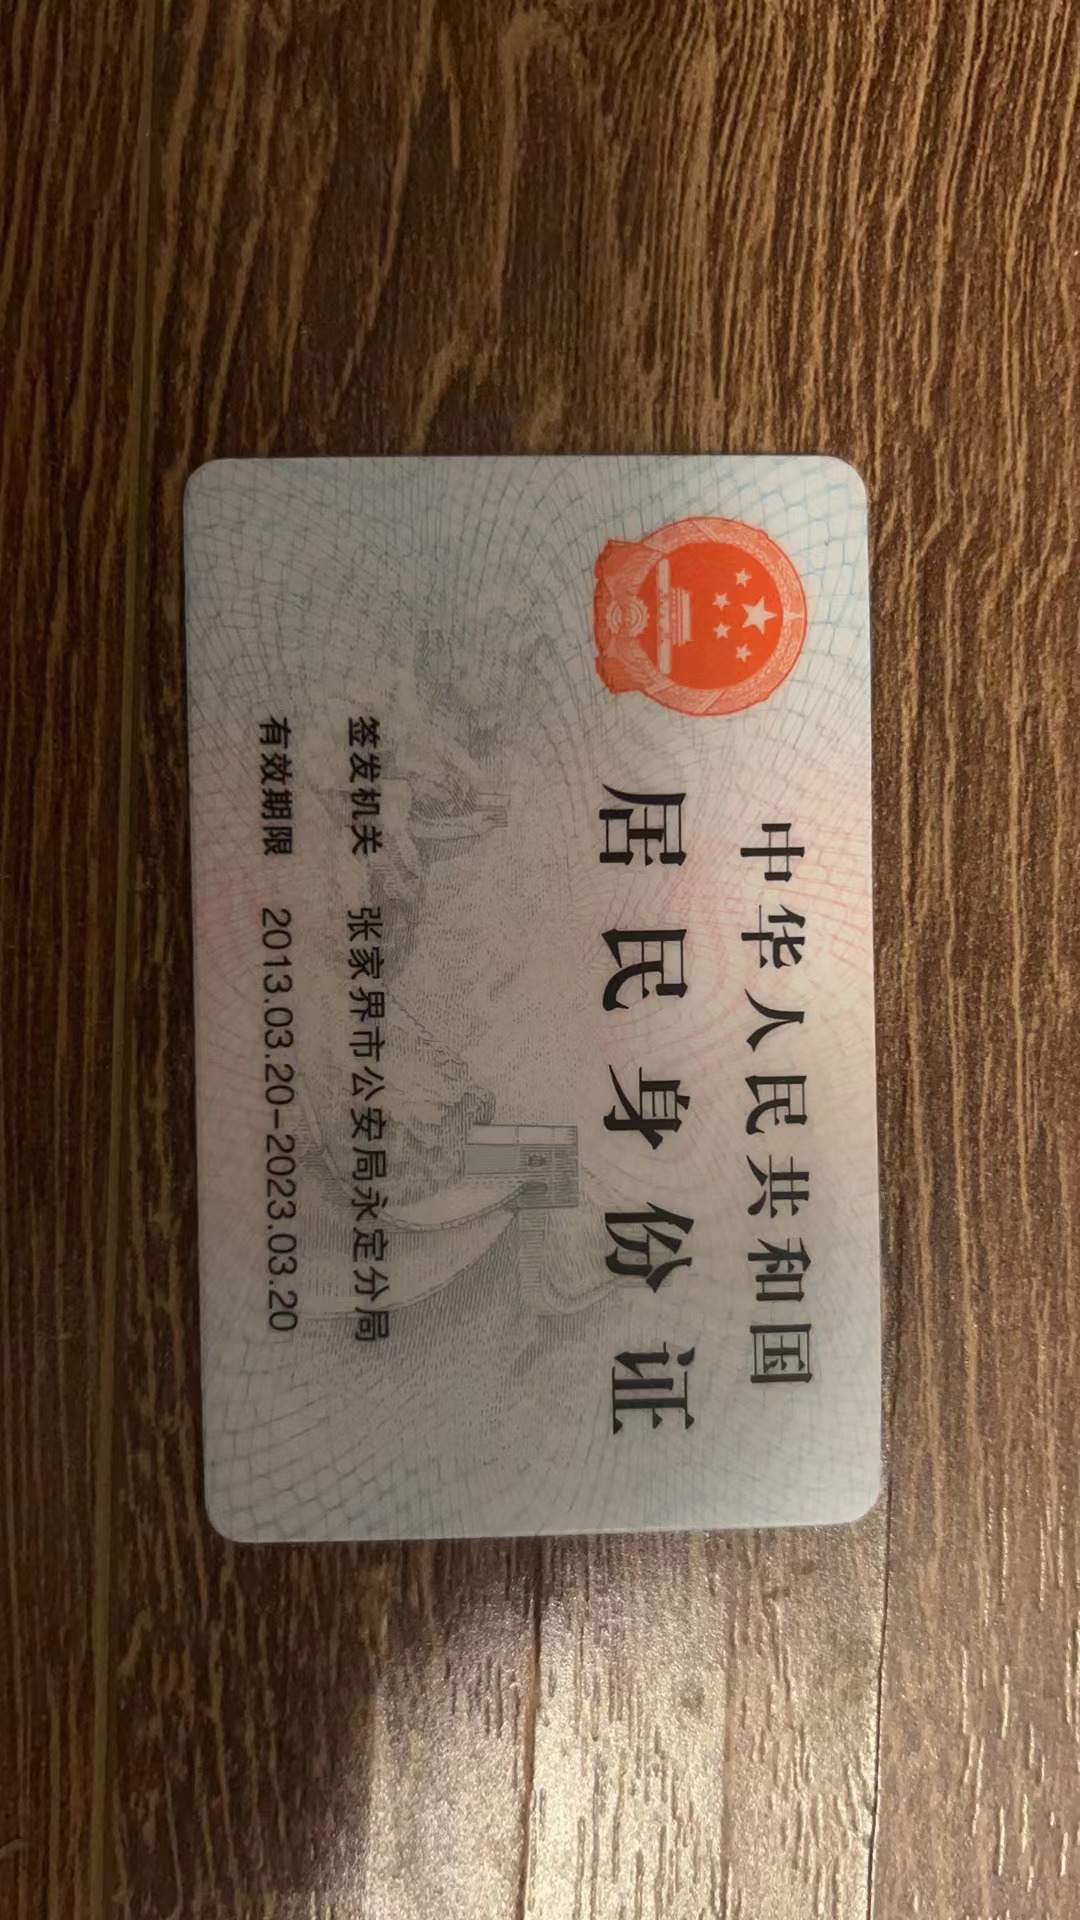 中华人民共和国
居民身份证
签发机关 张家界市公安局永定分局
有效期限 2013.03.20-2023.03.20